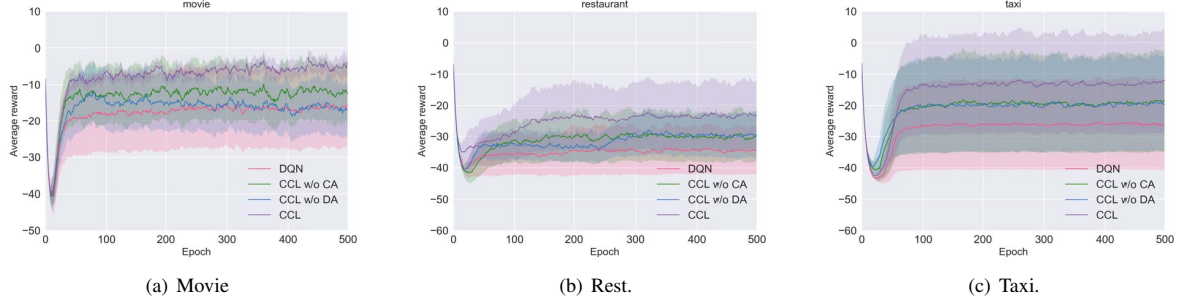 movie
Average reward
10
0
−10
−20
−30
−40
−50
0 100 200 300 400 500
Epoch
DQN
CCL w/o CA
CCL w/o DA
CCL
(a) Movie
restaurant
Average reward
10
0
−10
−20
−30
−40
−50
−60
0 100 200 300 400 500
Epoch
DQN
CCL w/o CA
CCL w/o DA
CCL
(b) Rest.
taxi
Average reward
10
0
−10
−20
−30
−40
−50
−60
0 100 200 300 400 500
Epoch
DQN
CCL w/o CA
CCL w/o DA
CCL
(c) Taxi.